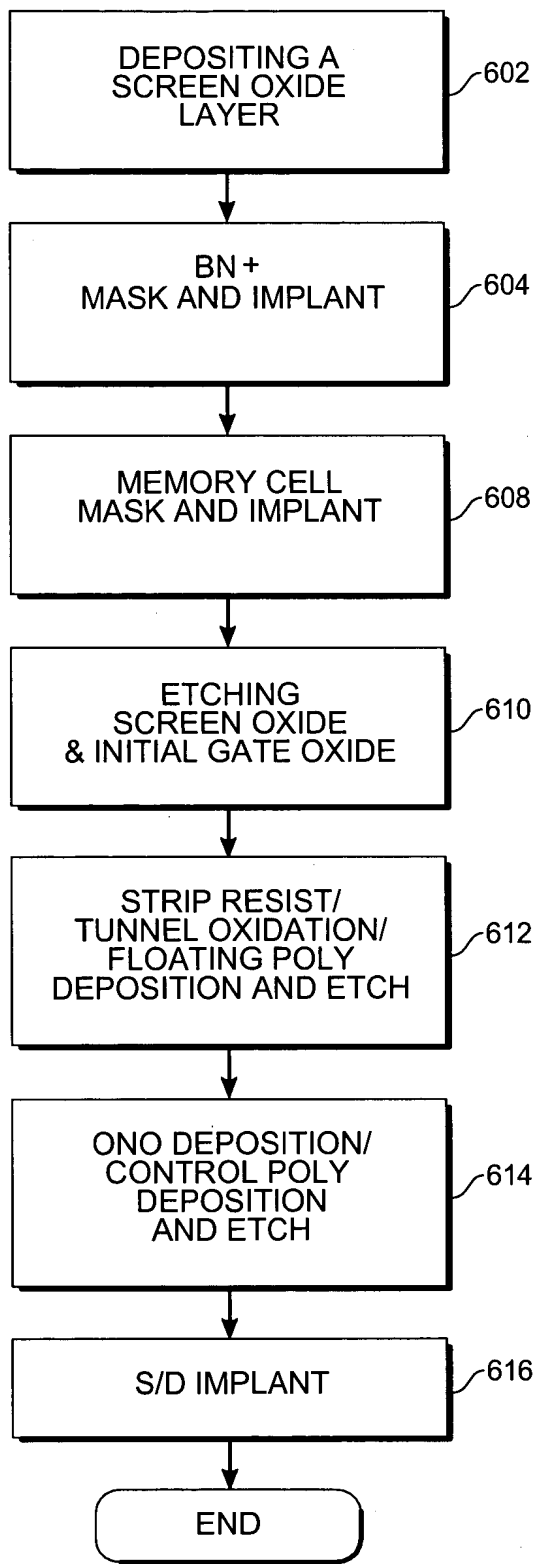 DEPOSITING A
SCREEN OXIDE
LAYER
602
BN+
MASK AND IMPLANT
604
MEMORY CELL
MASK AND IMPLANT
608
ETCHING
SCREEN OXIDE
& INITIAL GATE OXIDE
610
STRIP RESIST/
TUNNEL OXIDATION/
FLOATING POLY
DEPOSITION AND ETCH
612
ONO DEPOSITION/
CONTROL POLY
DEPOSITION
AND ETCH
614
S/D IMPLANT
616
END